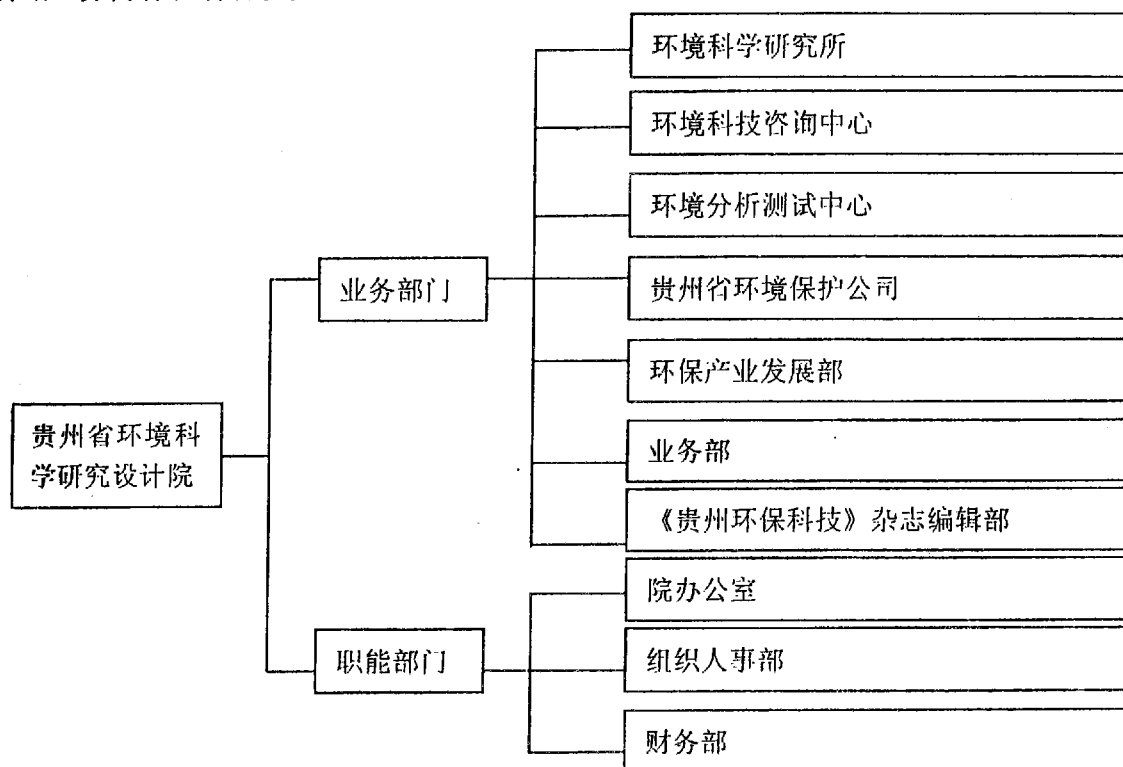 环境科学研究所
环境科技咨询中心
环境分析测试中心
业务部门
贵州省环境保护公司
环保产业发展部
贵州省环境科
学研究设计院
业务部
《贵州环保科技》杂志编辑部
院办公室
职能部门
组织人事部
财务部